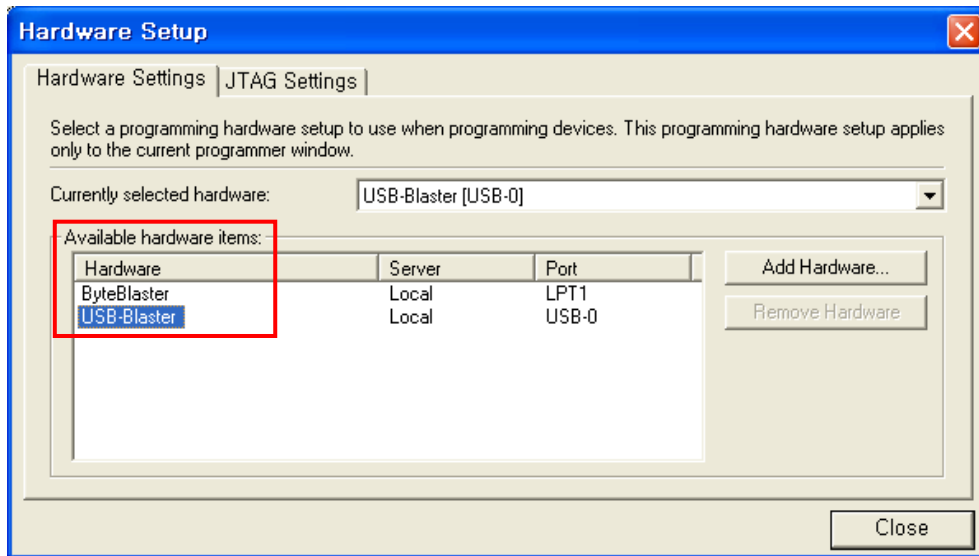 Hardware Setup
Hardware Settings JTAG Settings
Select a programming hardware setup to use when programming devices. This programming hardware setup applies
only to the current programmer window.
Currently selected hardware: USB-Blaster [USB-0]
Available hardware items:
Hardware Server Port
ByteBlaster Local LPT1
USB-Blaster Local USB-0
Add Hardware...
Remove Hardware
Close